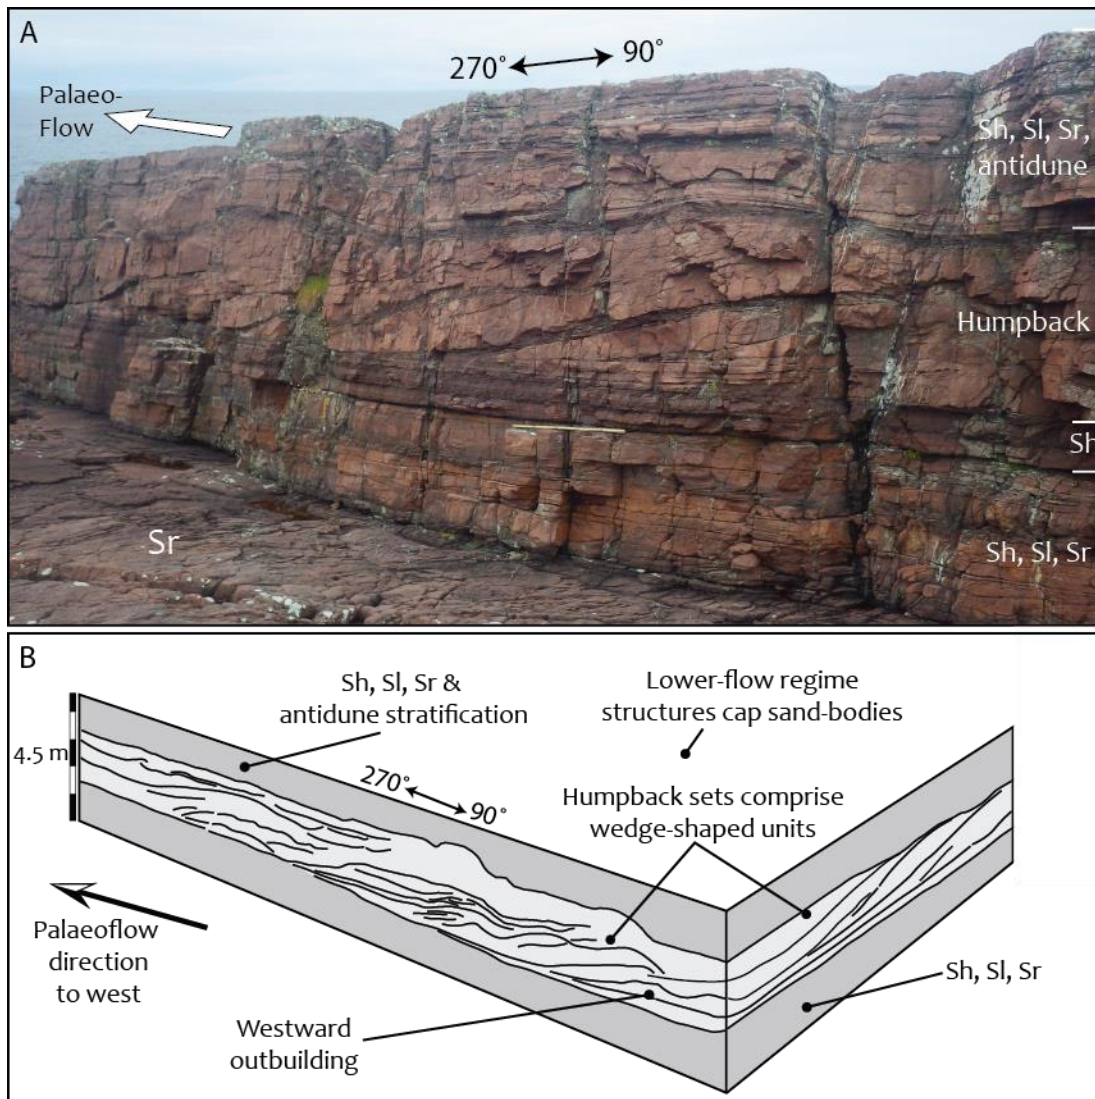 A
270° 90°
Palaeo-
Flow
Sh, Sl, Sr,
antidune
Humpback
Sh
Sh, Sl, Sr
Sr
B
Sh, Sl, Sr &
antidune stratification
Lower-flow regime
structures cap sand-bodies
4.5 m
270° 90°
Humpback sets comprise
wedge-shaped units
Palaeoflow
direction
to west
Sh, Sl, Sr
Westward
outbuilding